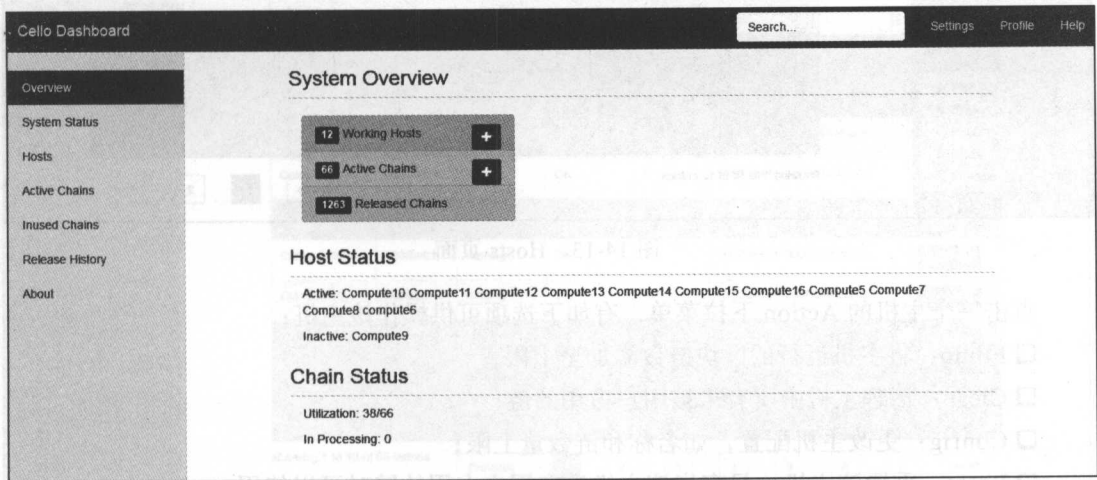 Cello Dashboard
Search...
Settings Profile Help
Overview
System Status
Hosts
Active Chains
Inused Chains
Release History
About
System Overview
12 Working Hosts +
66 Active Chains +
1263 Released Chains
Host Status
Active: Compute10 Compute11 Compute12 Compute13 Compute14 Compute15 Compute16 Compute5 Compute7
Compute8 compute6
Inactive: Compute9
Chain Status
Utilization: 38/66
In Processing: 0